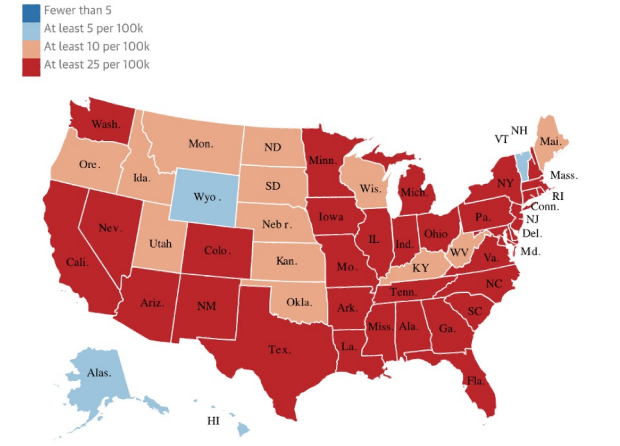 Fewer than 5
At least 5 per 100k
At least 10 per 100k
At least 25 per 100k
Wash.
Mon.
ND
Minn.
VT
NH
Mai.
Ore.
Ida.
Wyo.
SD
Wis.
Mich.
NY
Mass.
RI
Conn.
Nev.
Utah
Colo.
Nebr.
Iowa
IL
Ind.
Ohio
Pa.
NJ
Del.
Md.
Cali.
Kan.
Mo.
KY
WV
Va.
Ariz.
NM
Okla.
Ark.
Tenn.
NC
SC
Tex.
La.
Miss.
Ala.
Ga.
Fla.
Alas.
HI